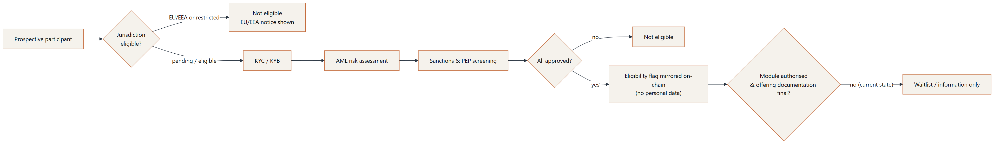 Prospective participant
Jurisdiction
eligible?
EU/EEA or restricted
Not eligible
EU/EEA notice shown
pending / eligible
KYC / KYB
AML risk assessment
Sanctions & PEP screening
All approved?
no
Not eligible
yes
Eligibility flag mirrored on-
chain
(no personal data)
Module authorised
& offering documentation
final?
no (current state)
Waitlist / information only